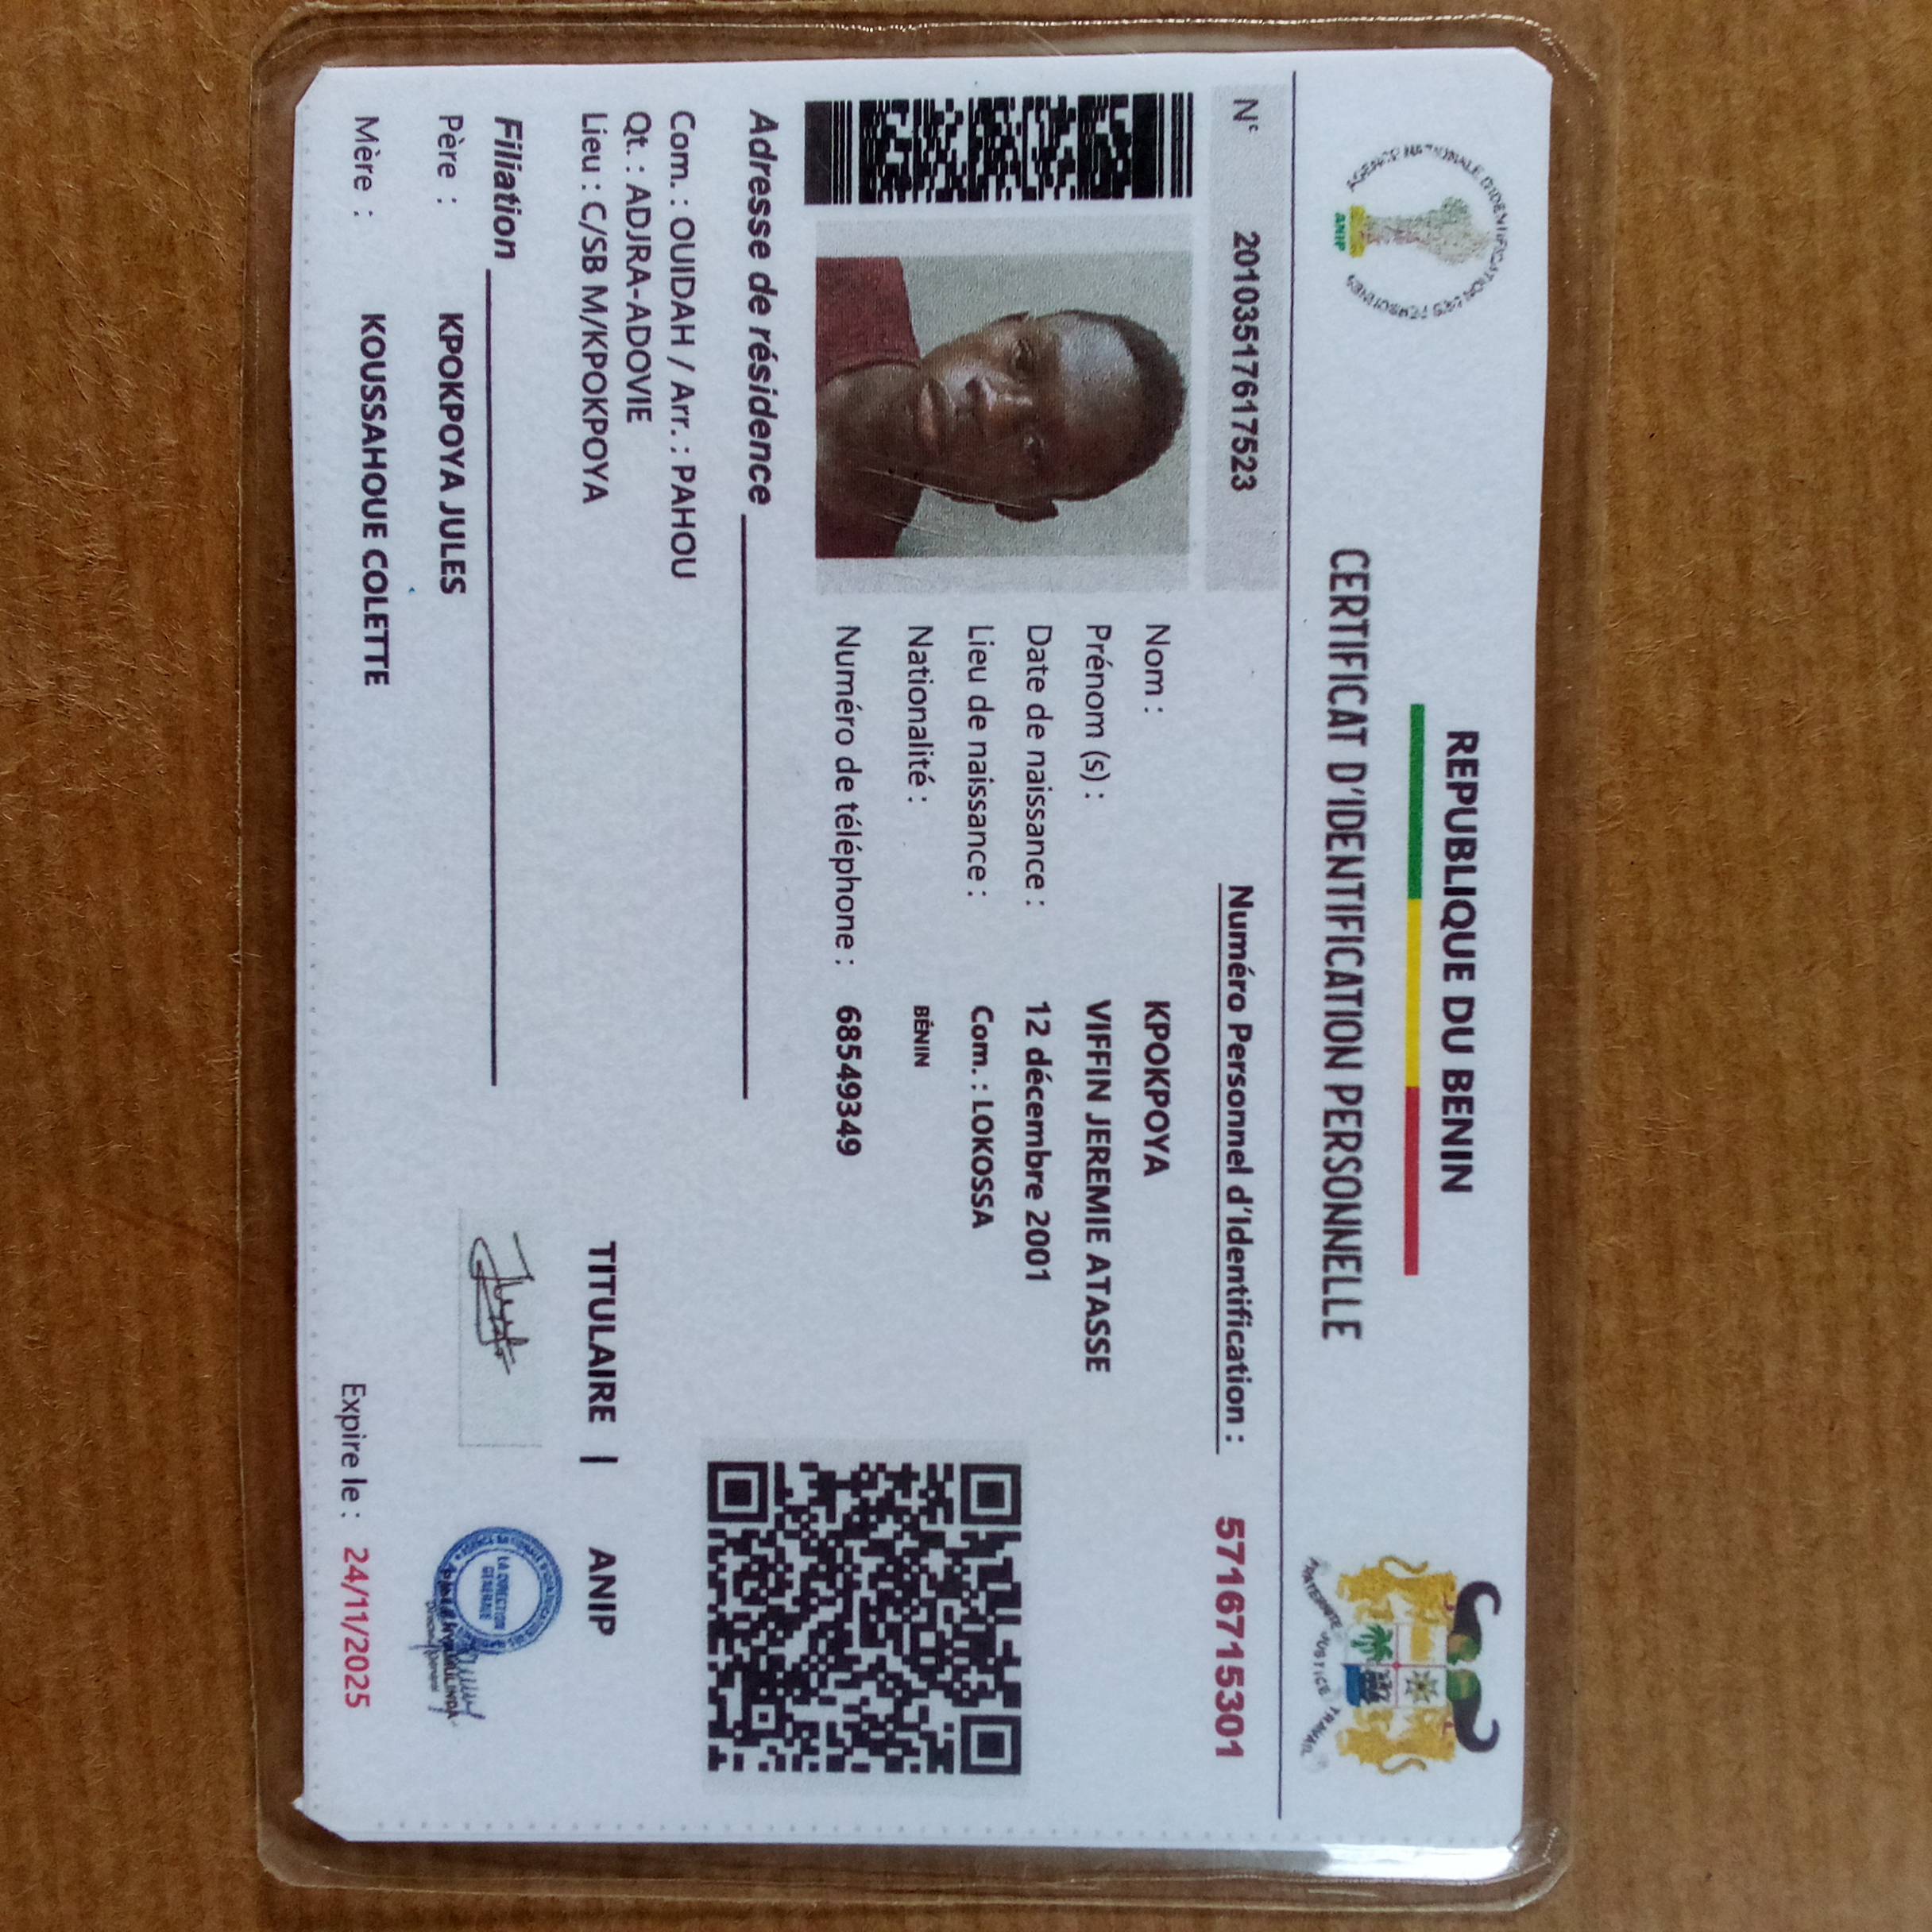 REPUBLIQUE DU BENIN
CERTIFICAT D'IDENTIFICATION PERSONNELLE
AGENCE NATIONALE D'IDENTIFICATION DES PERSONNES
ANIP
FRATERNITE JUSTICE TRAVAIL
N° 20103517617523
Numéro Personnel d'Identification : 5716715301
Nom : KPOKPOYA
Prénom (s) : VIFFIN JEREMIE ATASSE
Date de naissance : 12 décembre 2001
Lieu de naissance : Com. : LOKOSSA
Nationalité : BÉNIN
Numéro de téléphone : 68549349
Adresse de résidence
Com. : OUIDAH / Arr. : PAHOU
Qt. : ADJRA-ADOVIE
Lieu : C/SB M/KPOKPOYA
TITULAIRE | ANIP
Filiation
Père : KPOKPOYA JULES
Mère : KOUSSAHOUE COLETTE
LA DIRECTION
GENERALE
Expire le : 24/11/2025